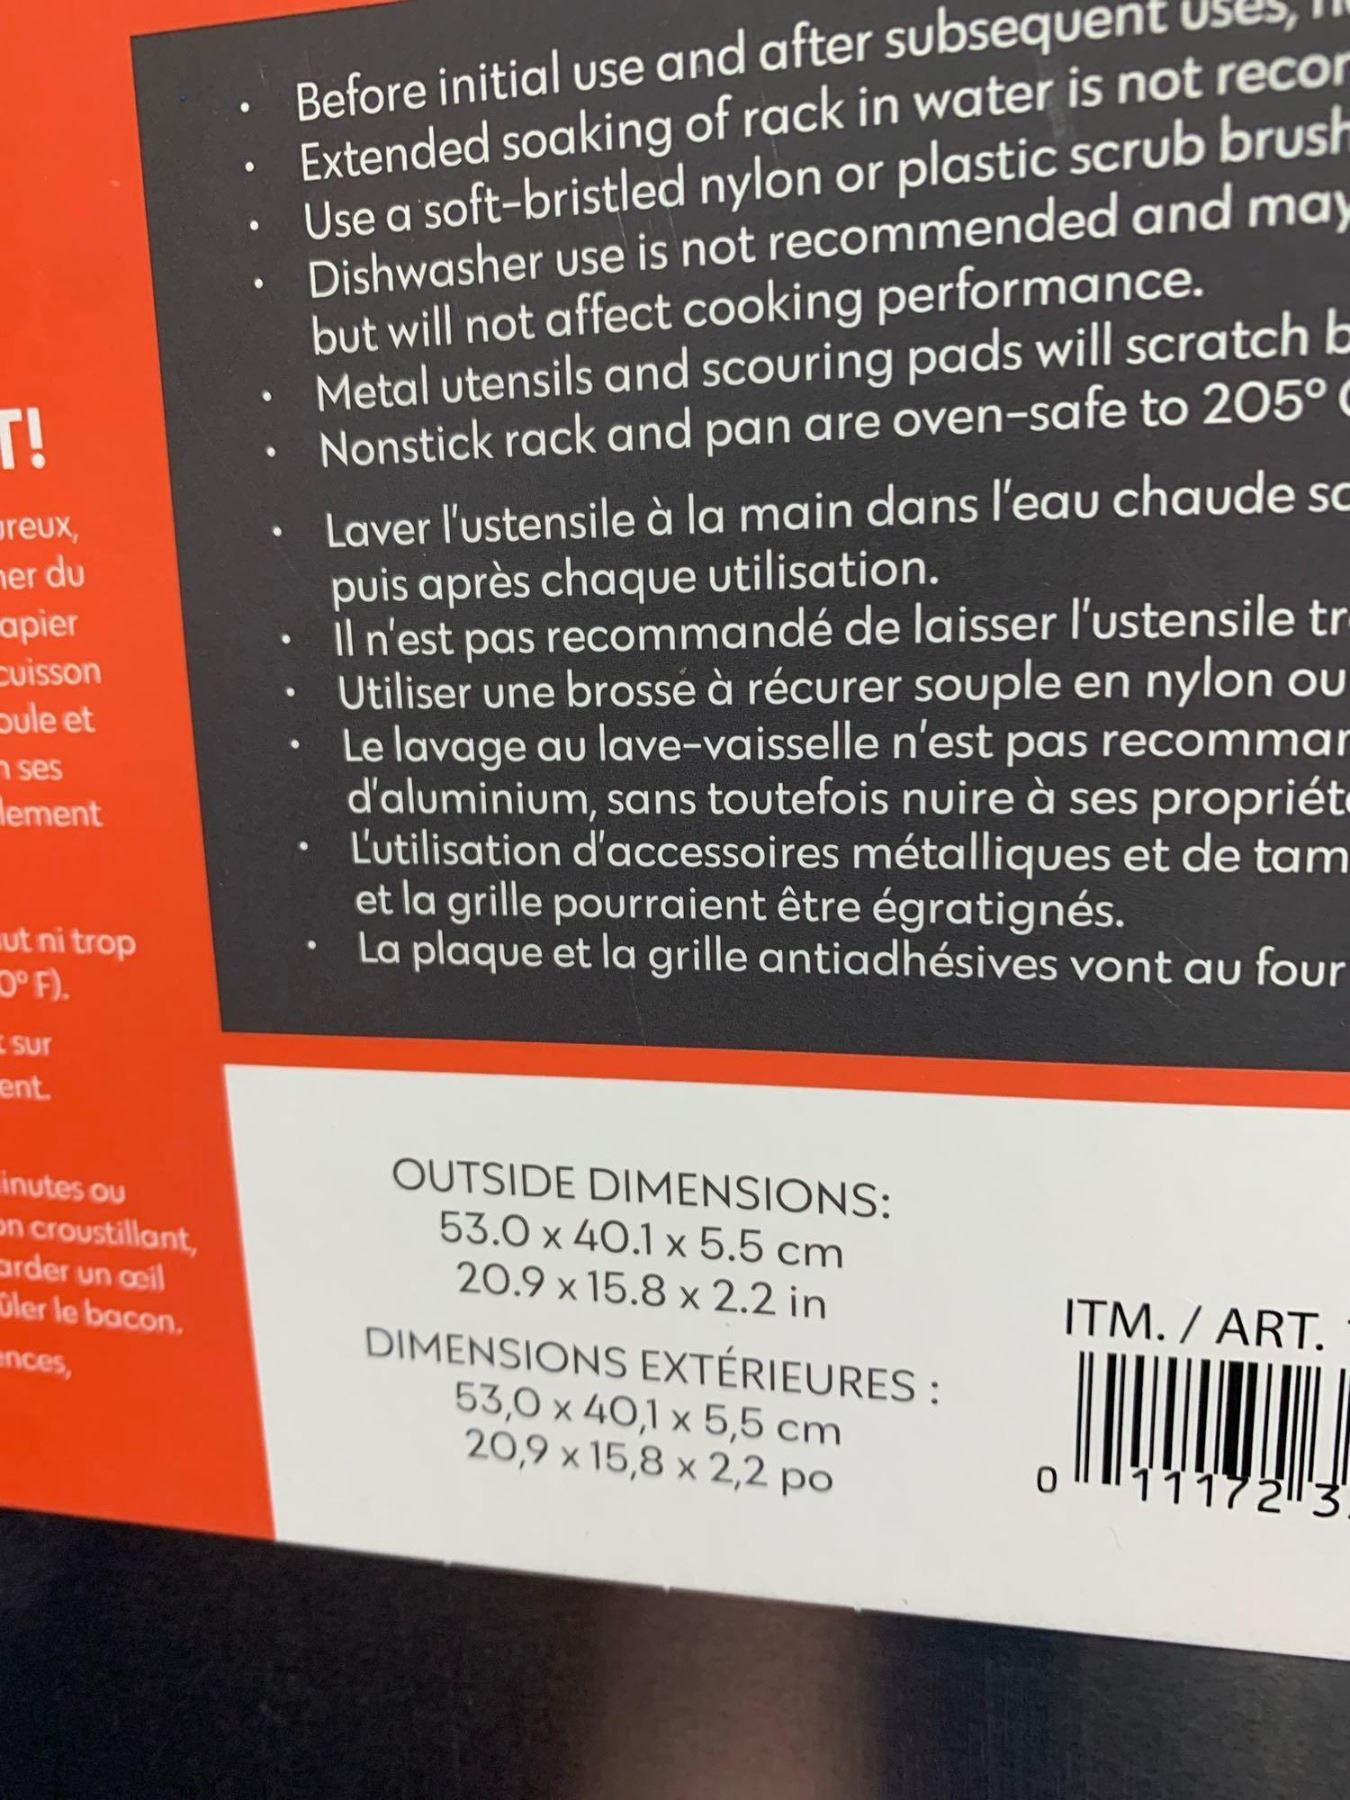 Before initial use and after subsequent uses,
• Extended soaking of rack in water is not
• Use a soft-bristled nylon or plastic scrub brush
• Dishwasher use is not recommended and may
but will not affect cooking performance.
• Metal utensils and scouring pads will scratch
• Nonstick rack and pan are oven-safe to 205°
• Laver l'ustensile à la main dans l'eau chaude
puis après chaque utilisation.
• Il n'est pas recommandé de laisser l'ustensile
• Utiliser une brosse à récurer souple en nylon ou
• Le lavage au lave-vaisselle n'est pas
d'aluminium, sans toutefois nuire à ses
• L'utilisation d'accessoires métalliques et de
et la grille pourraient être égratignés.
• La plaque et la grille antiadhésives vont au four
T!
ureux,
ner du
apier
cuisson
oule et
n ses
lement
ut ni trop
0° F).
sur
ent.
inutes ou
on croustillant,
arder un œil
ûler le bacon.
ences,
OUTSIDE DIMENSIONS:
53.0 x 40.1 x 5.5 cm
20.9 x 15.8 x 2.2 in
DIMENSIONS EXTÉRIEURES :
53,0 x 40,1 x 5,5 cm
20,9 x 15,8 x 2,2 po
ITM. / ART.
0 11172 3